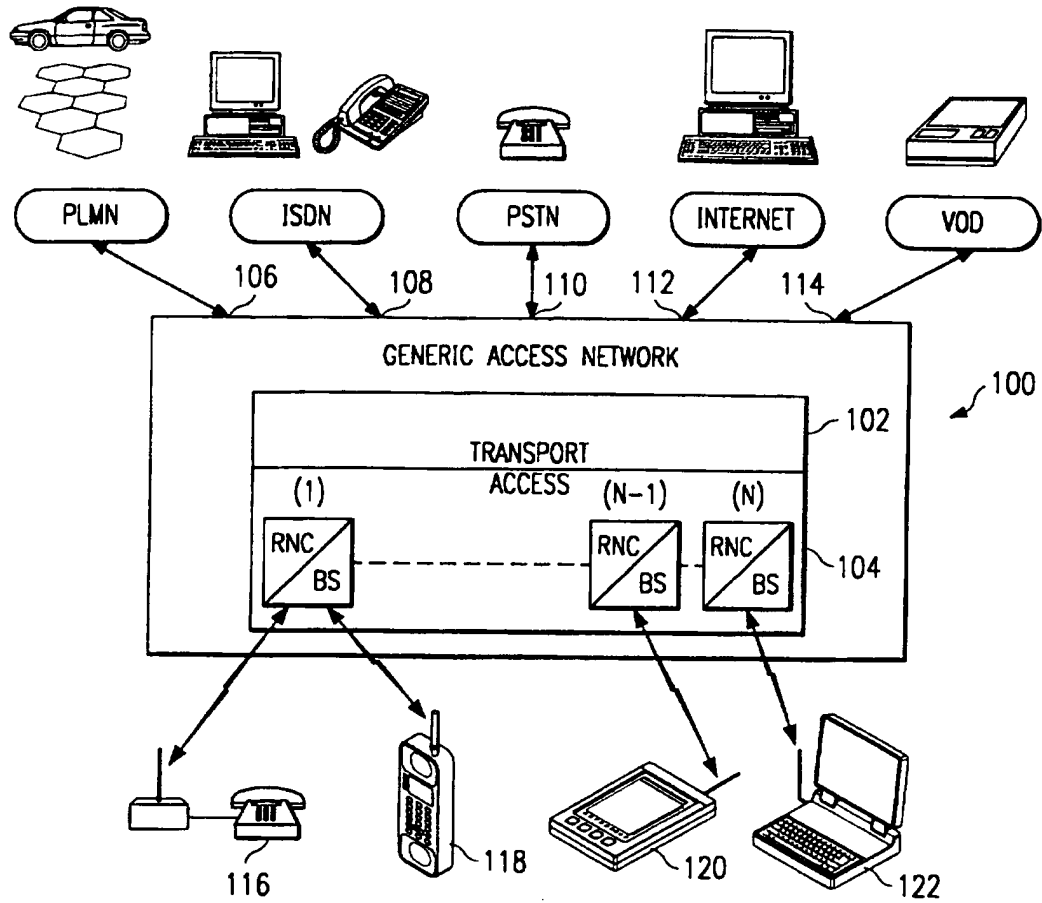 PLMN ISDN PSTN INTERNET VOD
106 108 110 112 114
GENERIC ACCESS NETWORK
100
102
TRANSPORT
ACCESS
(1) (N-1) (N)
RNC BS RNC BS RNC BS
104
116 118 120 122